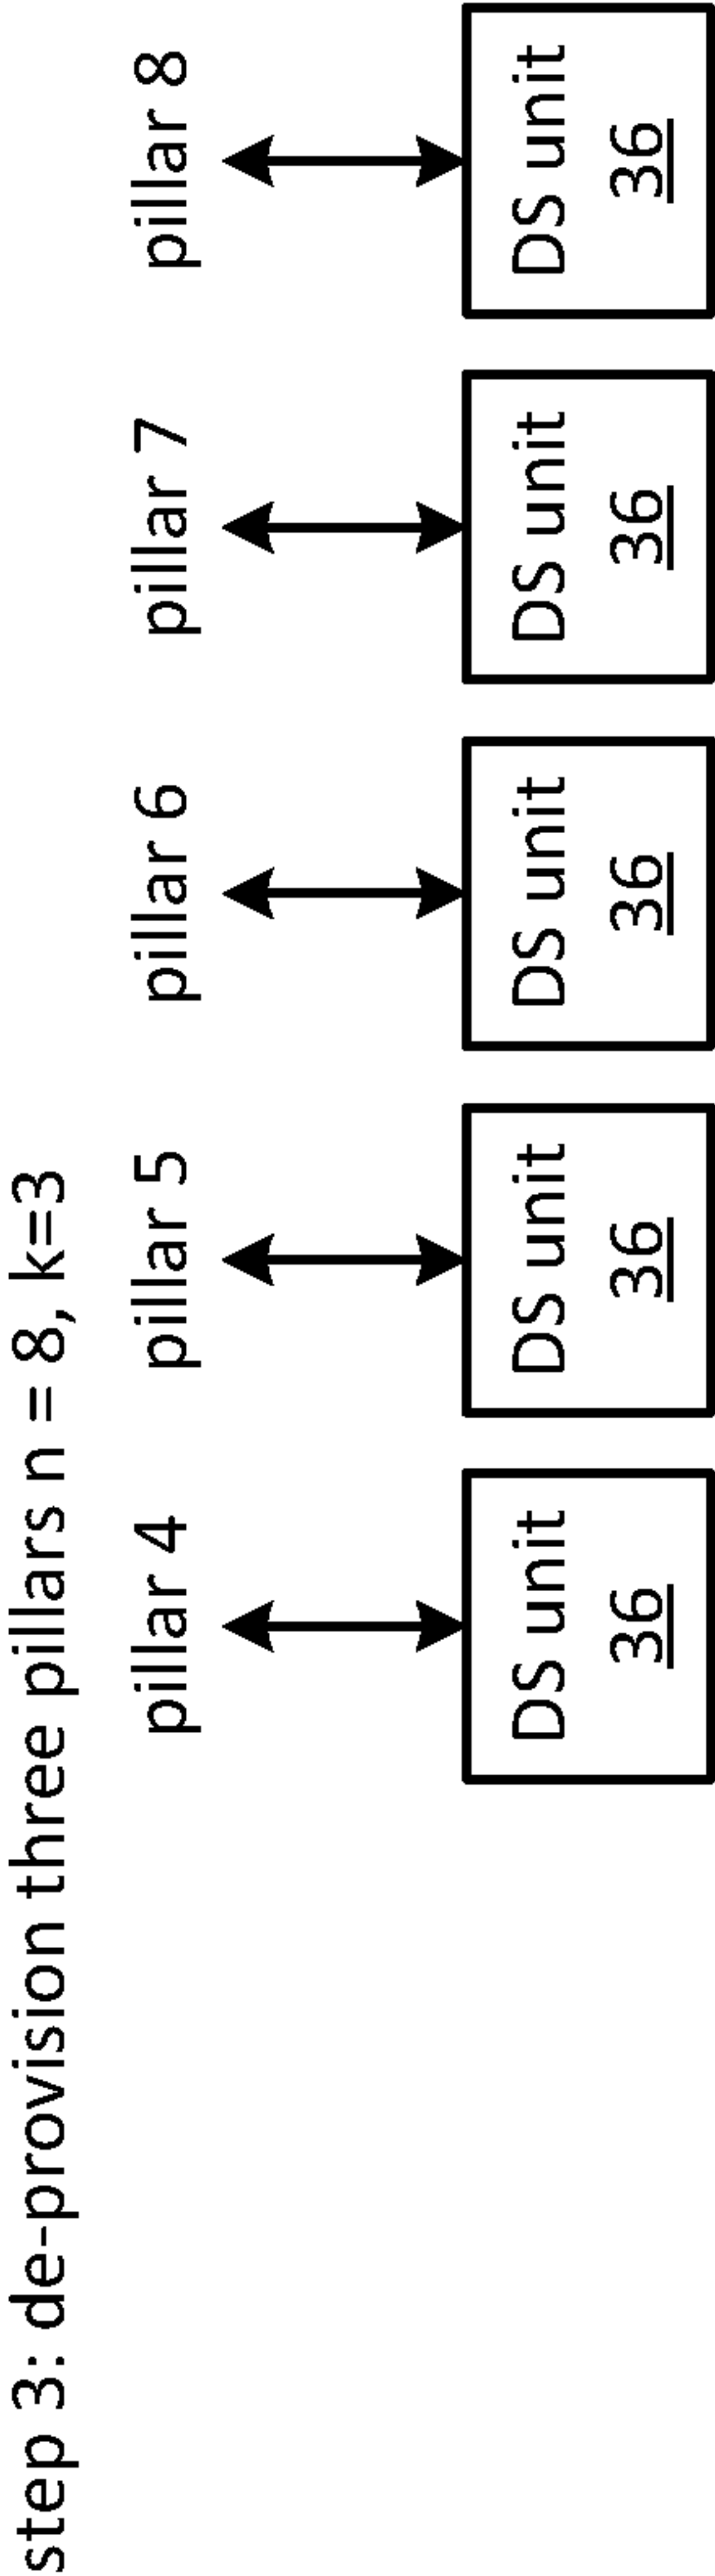 step 3: de-provision three pillars n = 8, k=3
pillar 4 pillar 5 pillar 6 pillar 7 pillar 8
DS unit DS unit DS unit DS unit DS unit
36 36 36 36 36